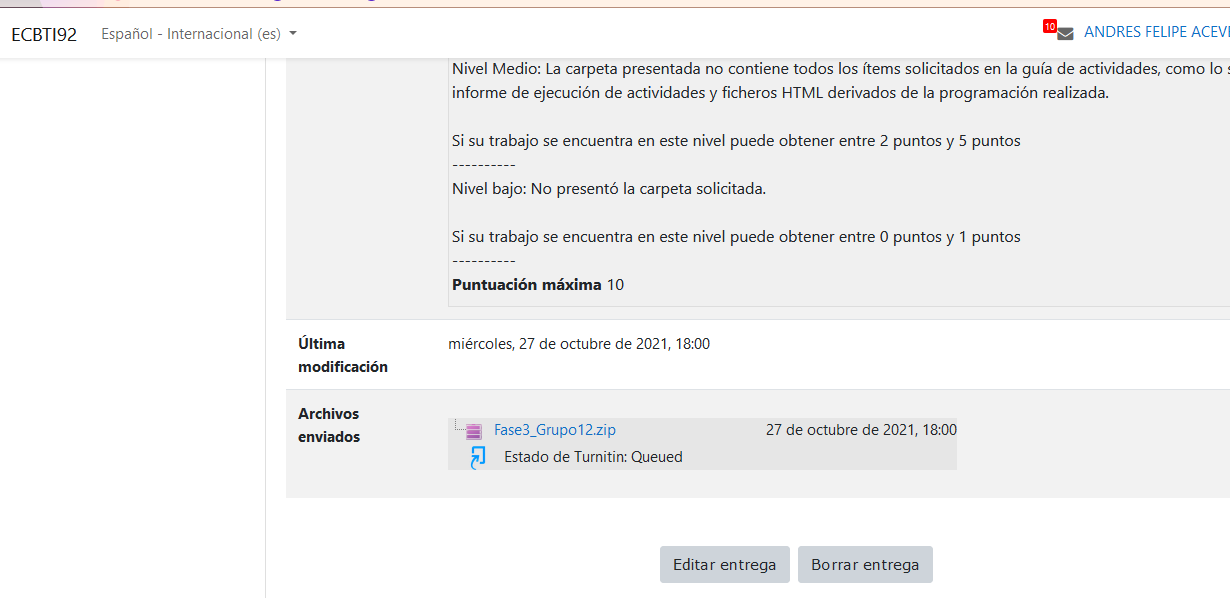 ECBTI92 Español - Internacional (es) 10 ANDRES FELIPE
Nivel Medio: La carpeta presentada no contiene todos los ítems solicitados en la guía de actividades, como lo
informe de ejecución de actividades y ficheros HTML derivados de la programación realizada.
Si su trabajo se encuentra en este nivel puede obtener entre 2 puntos y 5 puntos
----------
Nivel bajo: No presentó la carpeta solicitada.
Si su trabajo se encuentra en este nivel puede obtener entre 0 puntos y 1 puntos
----------
Puntuación máxima 10
Última
modificación
miércoles, 27 de octubre de 2021, 18:00
Archivos
enviados
Fase3_Grupo12.zip 27 de octubre de 2021, 18:00
Estado de Turnitin: Queued
Editar entrega Borrar entrega